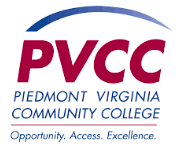 PVCC
PIEDMONT VIRGINIA
COMMUNITY COLLEGE
Opportunity. Access. Excellence.